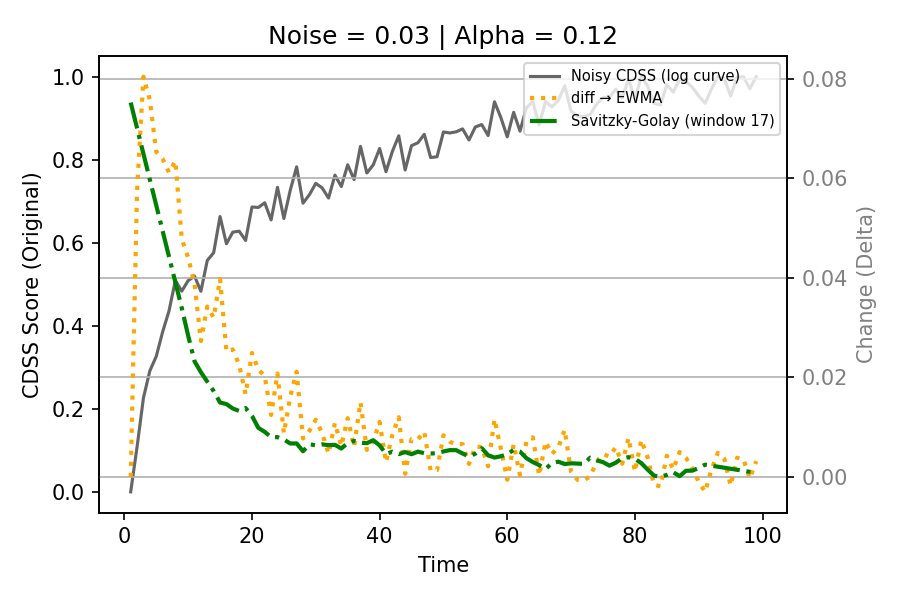 Noise = 0.03 | Alpha = 0.12
Noisy CDSS (log curve)
diff → EWMA
Savitzky-Golay (window 17)
CDSS Score (Original)
1.0
0.8
0.6
0.4
0.2
0.0
0.08
0.06
0.04
0.02
0.00
Change (Delta)
0 20 40 60 80 100
Time